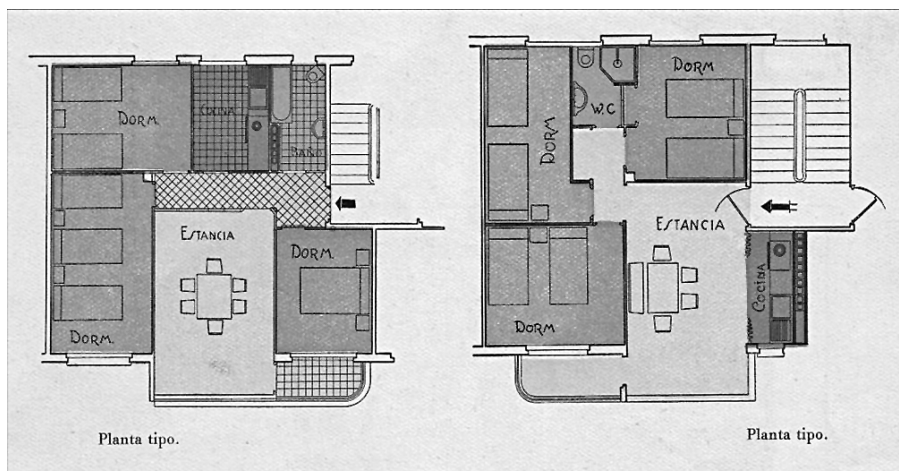 DORM
COCINA
BAÑO
ESTANCIA
DORM.
DORM.
Planta tipo.
DORM
W.C
DORM
ESTANCIA
COCINA
DORM
Planta tipo.